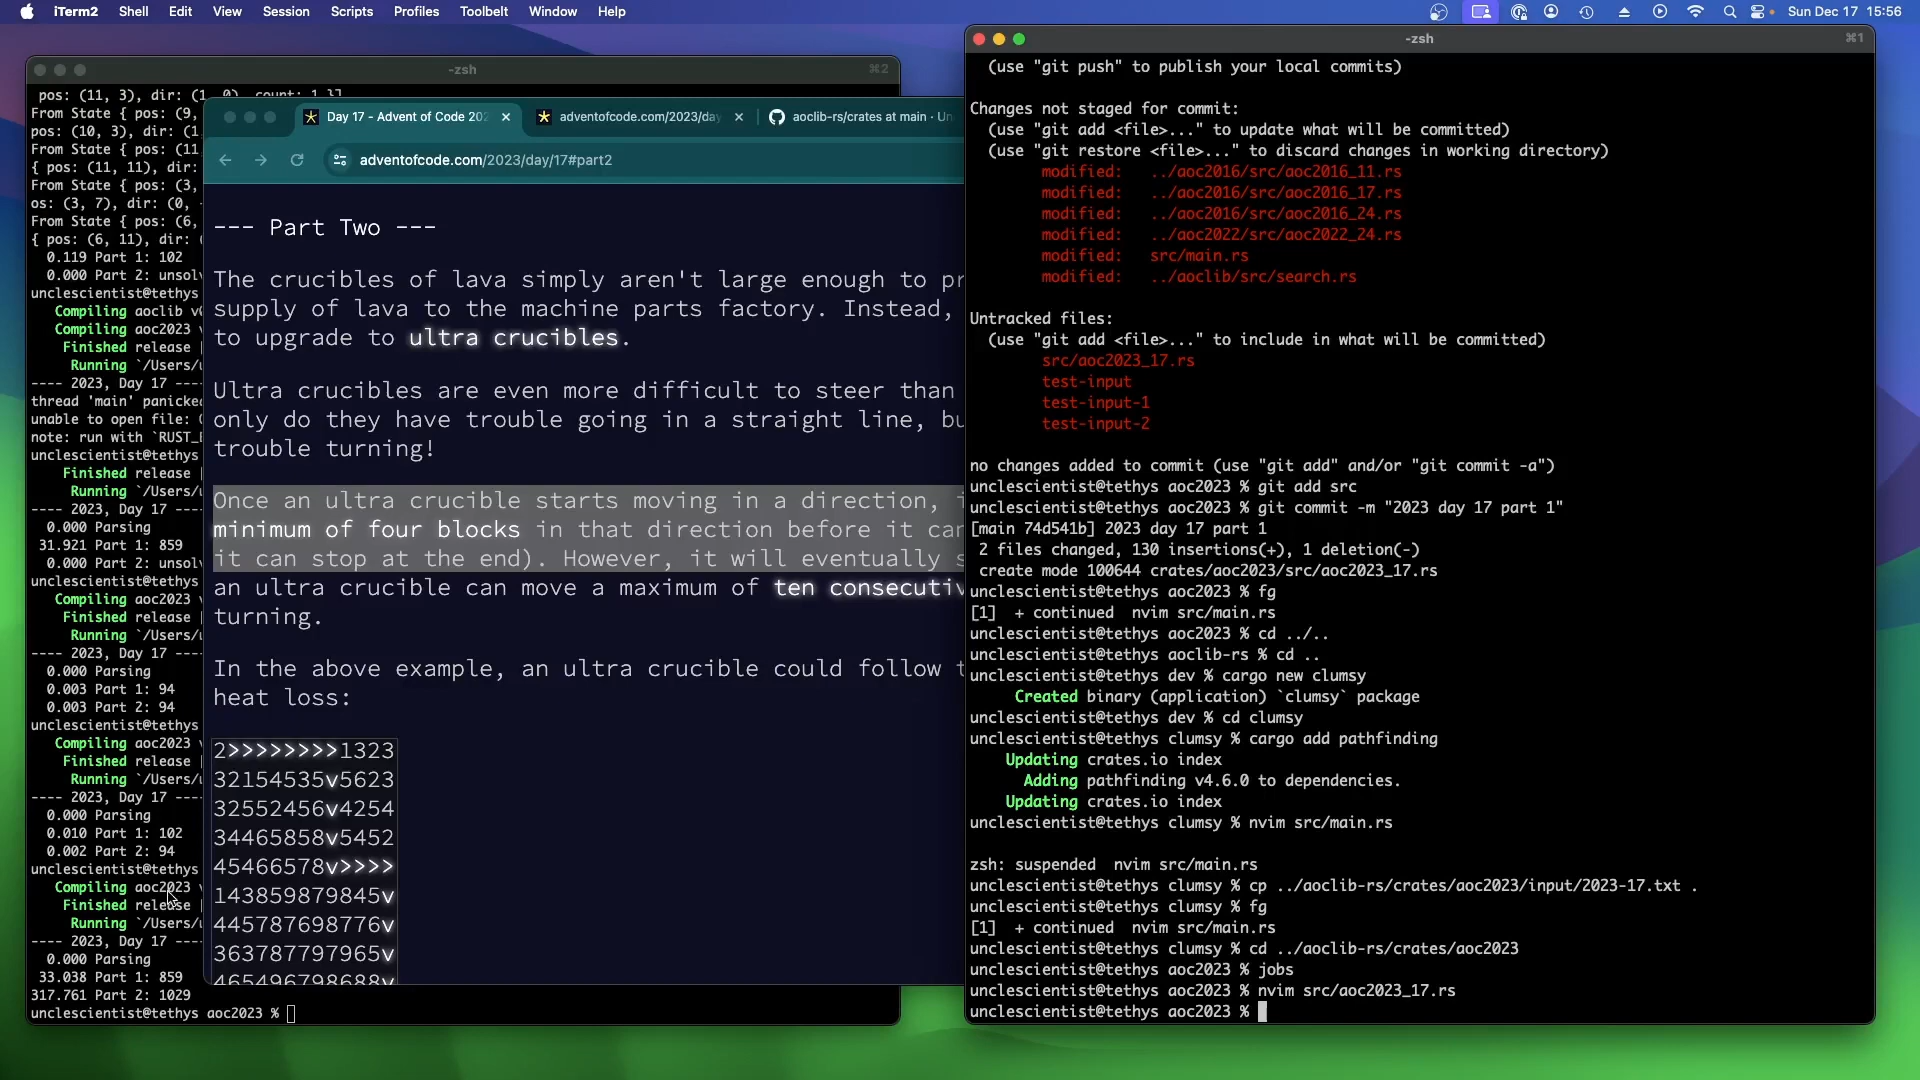 iTerm2 Shell Edit View Session Scripts Profiles Toolbelt Window Help Sun Dec 17 15:56
-zsh ⌘2
pos: (11, 3), dir: (1, 0), count: 1 }]
From State { pos: (9,
pos: (10, 3), dir: (1,
From State { pos: (11,
{ pos: (11, 11), dir:
From State { pos: (3,
os: (3, 7), dir: (0,
From State { pos: (6,
{ pos: (6, 11), dir:
0.119 Part 1: 102
0.000 Part 2: unsolv
unclescientist@tethys
Compiling aoclib v
Compiling aoc2023 v
Finished release
Running `/Users/
---- 2023, Day 17 ----
thread 'main' panicked
unable to open file:
note: run with `RUST_
unclescientist@tethys
Finished release
Running `/Users/
---- 2023, Day 17 ----
0.000 Parsing
31.921 Part 1: 859
0.000 Part 2: unsolv
unclescientist@tethys
Compiling aoc2023 v
Finished release
Running `/Users/
---- 2023, Day 17 ----
0.000 Parsing
0.003 Part 1: 94
0.003 Part 2: 94
unclescientist@tethys
Compiling aoc2023 v
Finished release
Running `/Users/
---- 2023, Day 17 ----
0.000 Parsing
0.010 Part 1: 102
0.002 Part 2: 94
unclescientist@tethys
Compiling aoc2023 v
Finished release
Running `/Users/
---- 2023, Day 17 ----
0.000 Parsing
33.038 Part 1: 859
317.761 Part 2: 1029
unclescientist@tethys aoc2023 %
Day 17 - Advent of Code 202 adventofcode.com/2023/day aoclib-rs/crates at main · Un
adventofcode.com/2023/day/17#part2
--- Part Two ---
The crucibles of lava simply aren't large enough to pr
supply of lava to the machine parts factory. Instead,
to upgrade to ultra crucibles.
Ultra crucibles are even more difficult to steer than
only do they have trouble going in a straight line, bu
trouble turning!
Once an ultra crucible starts moving in a direction, i
minimum of four blocks in that direction before it can
it can stop at the end). However, it will eventually s
an ultra crucible can move a maximum of ten consecutiv
turning.
In the above example, an ultra crucible could follow t
heat loss:
2>>>>>>>>1323
32154535v5623
32552456v4254
34465858v5452
45466578v>>>>
143859879845v
445787698776v
363787797965v
465496798688v
-zsh ⌘1
(use "git push" to publish your local commits)
Changes not staged for commit:
(use "git add <file>..." to update what will be committed)
(use "git restore <file>..." to discard changes in working directory)
modified: ../aoc2016/src/aoc2016_11.rs
modified: ../aoc2016/src/aoc2016_17.rs
modified: ../aoc2016/src/aoc2016_24.rs
modified: ../aoc2022/src/aoc2022_24.rs
modified: src/main.rs
modified: ../aoclib/src/search.rs
Untracked files:
(use "git add <file>..." to include in what will be committed)
src/aoc2023_17.rs
test-input
test-input-1
test-input-2
no changes added to commit (use "git add" and/or "git commit -a")
unclescientist@tethys aoc2023 % git add src
unclescientist@tethys aoc2023 % git commit -m "2023 day 17 part 1"
[main 74d541b] 2023 day 17 part 1
2 files changed, 130 insertions(+), 1 deletion(-)
create mode 100644 crates/aoc2023/src/aoc2023_17.rs
unclescientist@tethys aoc2023 % fg
[1] + continued nvim src/main.rs
unclescientist@tethys aoc2023 % cd ../..
unclescientist@tethys aoclib-rs % cd ..
unclescientist@tethys dev % cargo new clumsy
Created binary (application) `clumsy` package
unclescientist@tethys dev % cd clumsy
unclescientist@tethys clumsy % cargo add pathfinding
Updating crates.io index
Adding pathfinding v4.6.0 to dependencies.
Updating crates.io index
unclescientist@tethys clumsy % nvim src/main.rs
zsh: suspended nvim src/main.rs
unclescientist@tethys clumsy % cp ../aoclib-rs/crates/aoc2023/input/2023-17.txt .
unclescientist@tethys clumsy % fg
[1] + continued nvim src/main.rs
unclescientist@tethys clumsy % cd ../aoclib-rs/crates/aoc2023
unclescientist@tethys aoc2023 % jobs
unclescientist@tethys aoc2023 % nvim src/aoc2023_17.rs
unclescientist@tethys aoc2023 %